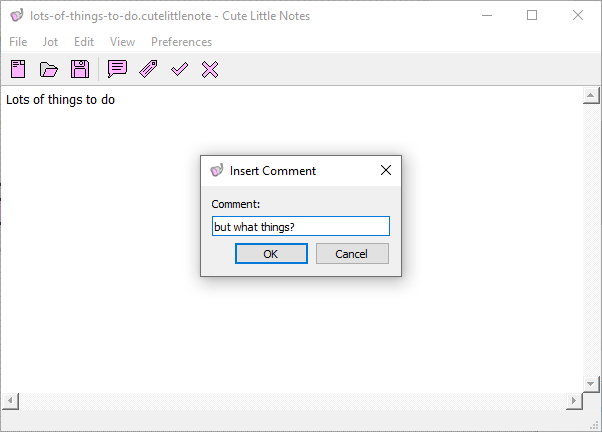 lots-of-things-to-do.cutelittlenote - Cute Little Notes
File Jot Edit View Preferences
Lots of things to do
Insert Comment
Comment:
but what things?
OK Cancel